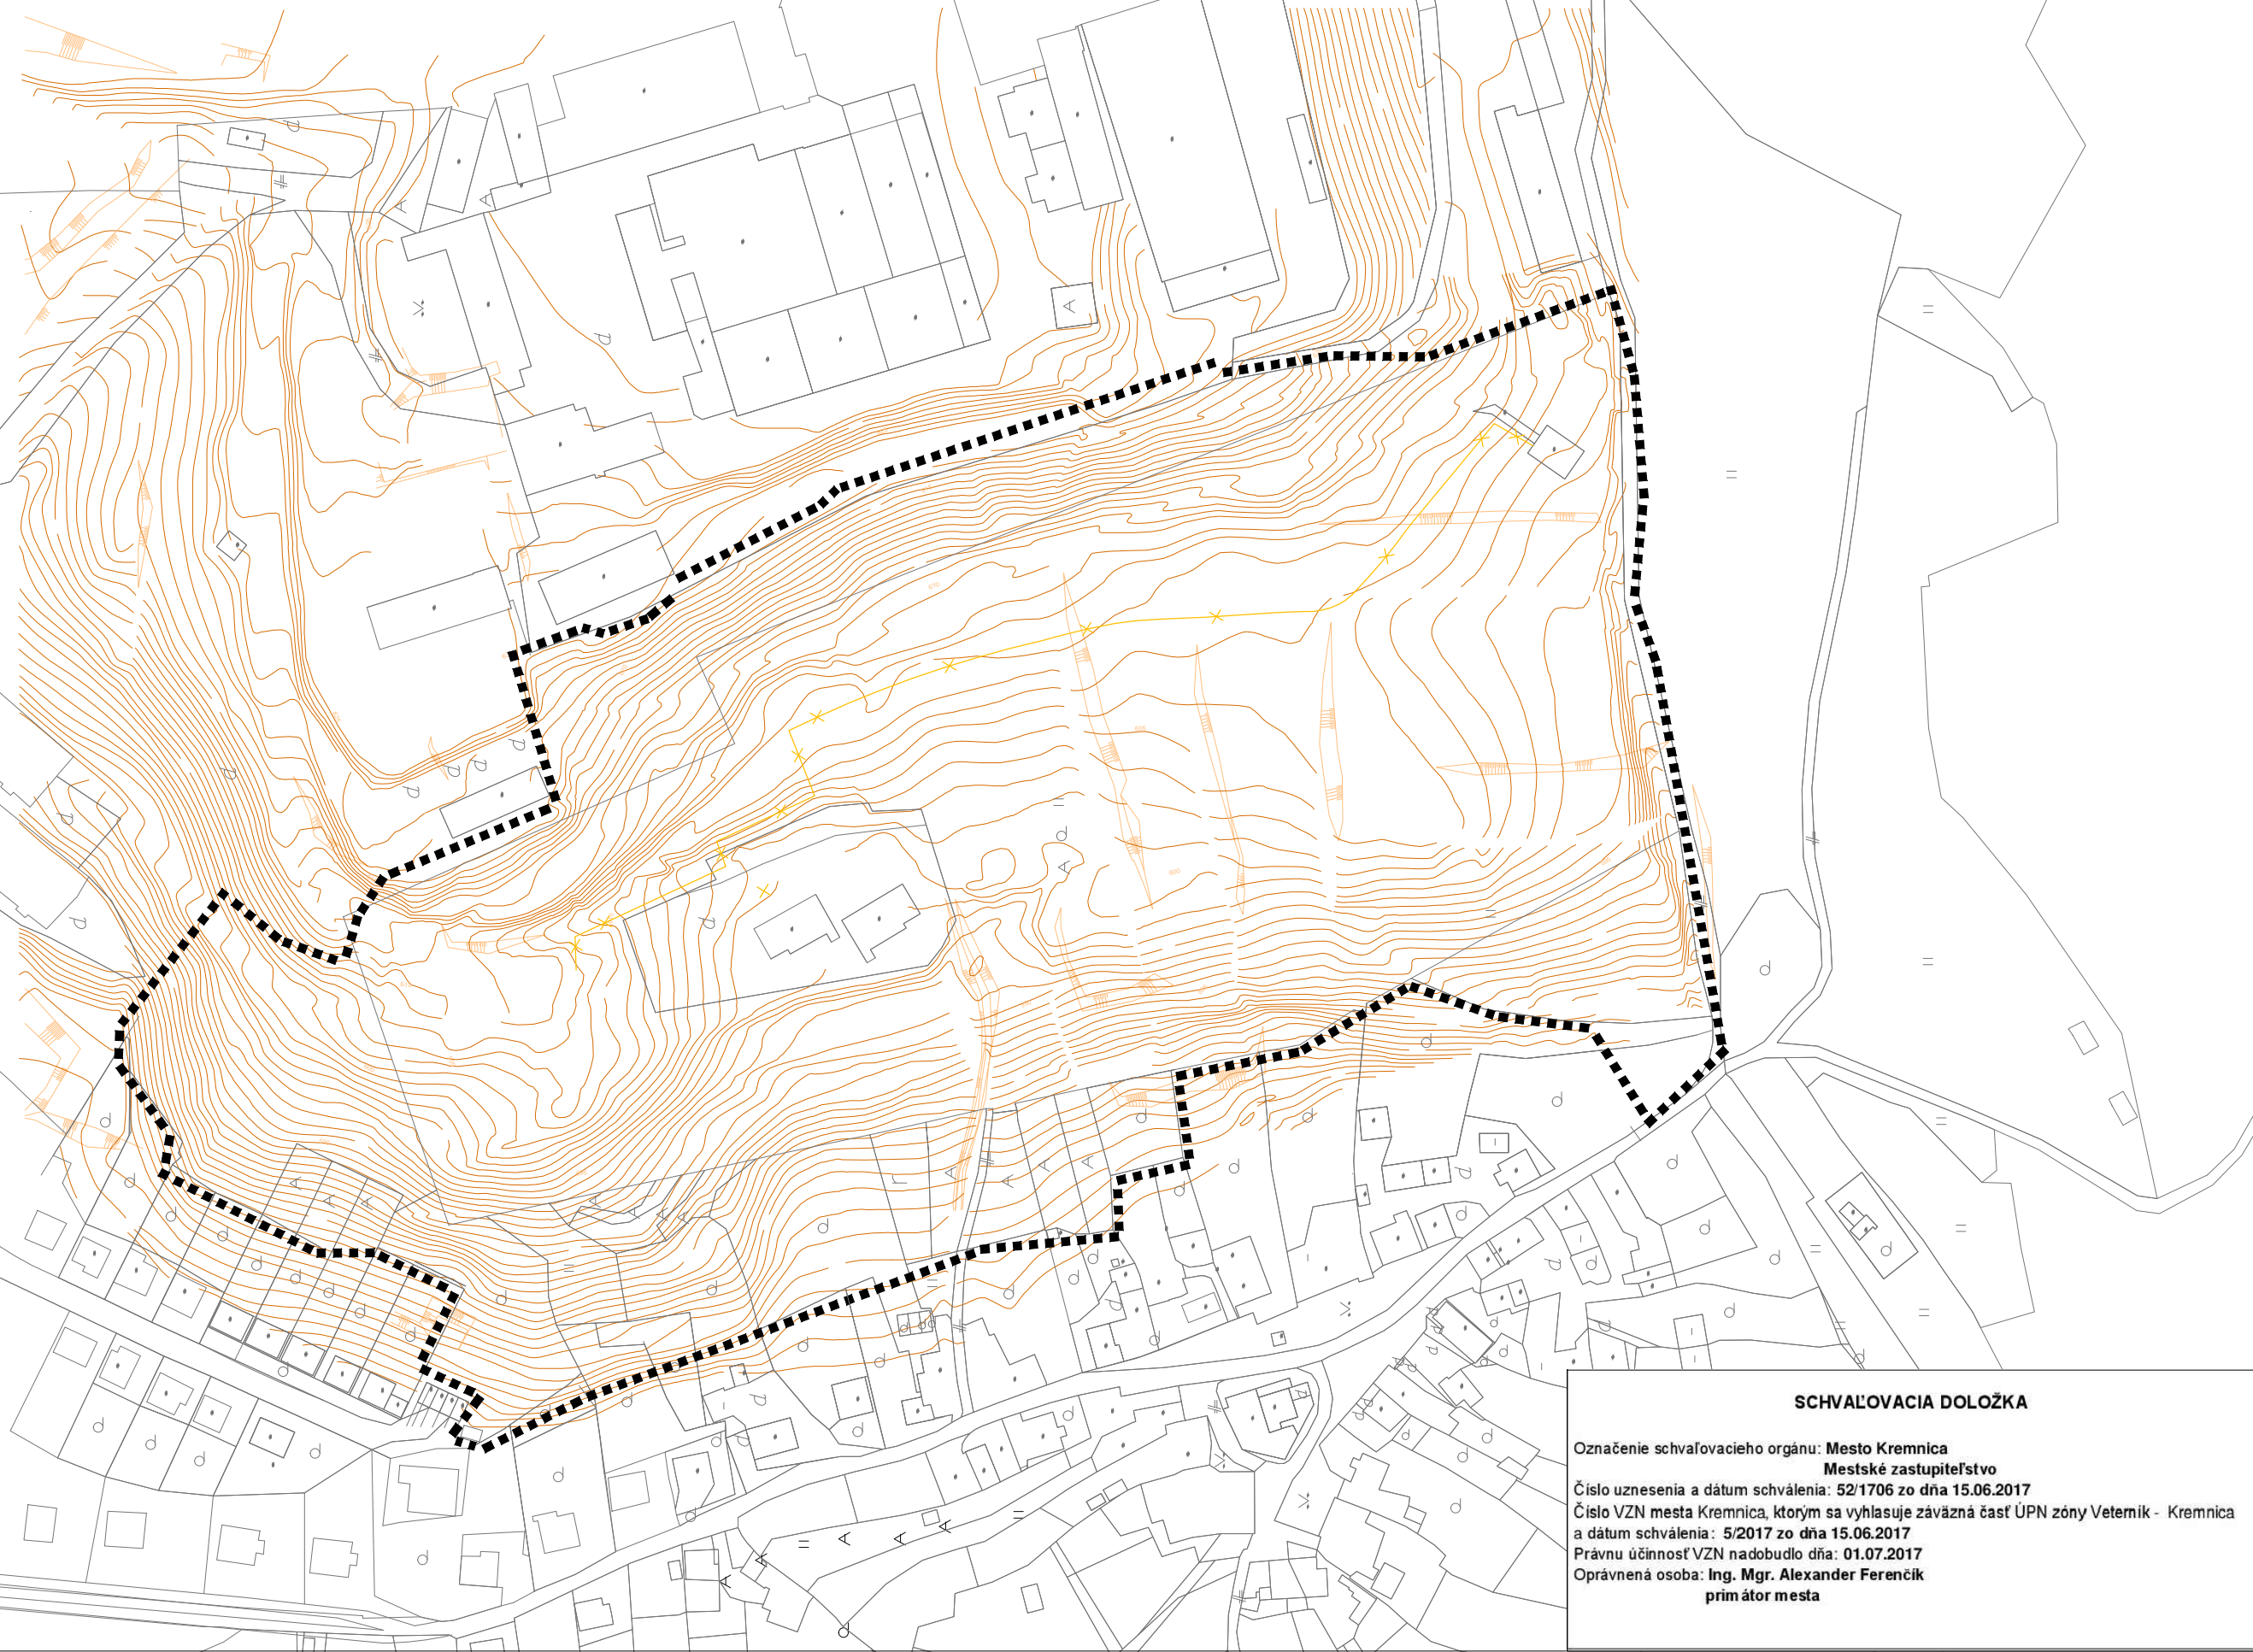 SCHVAĽOVACIA DOLOŽKA
Označenie schvaľovacieho orgánu: Mesto Kremnica
Mestské zastupiteľstvo
Číslo uznesenia a dátum schválenia: 52/1706 zo dňa 15.06.2017
Číslo VZN mesta Kremnica, ktorým sa vyhlasuje záväzná časť ÚPN zóny Veterník - Kremnica
a dátum schválenia: 5/2017 zo dňa 15.06.2017
Právnu účinnosť VZN nadobudlo dňa: 01.07.2017
Oprávnená osoba: Ing. Mgr. Alexander Ferenčík
primátor mesta